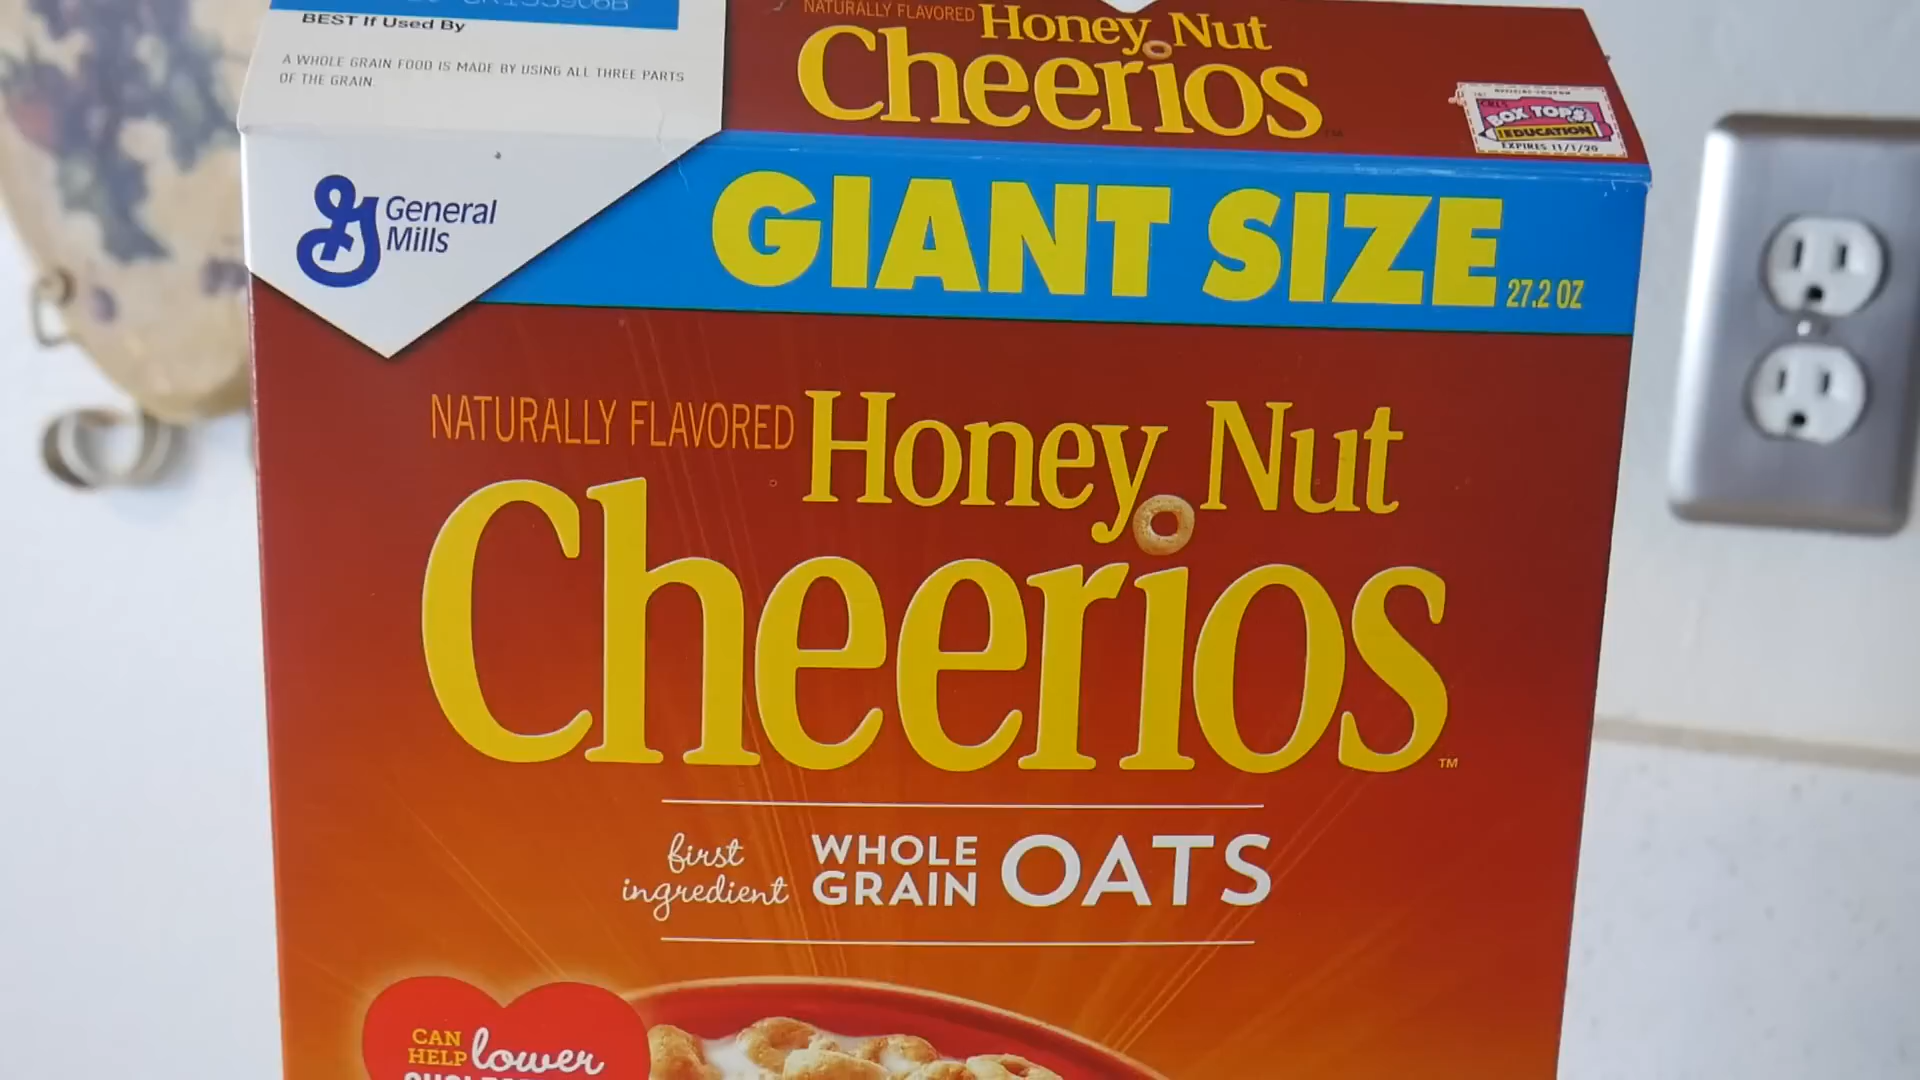 BEST If Used By
A WHOLE GRAIN FOOD IS MADE BY USING ALL THREE PARTS
OF THE GRAIN
NATURALLY FLAVORED Honey Nut
Cheerios
BOX TOPS
EDUCATION
EXPIRES 11/1/20
General
Mills
GIANT SIZE
27.2 OZ
NATURALLY FLAVORED Honey Nut
Cheerios
TM
first
ingredient
WHOLE
GRAIN
OATS
CAN
HELP
lower